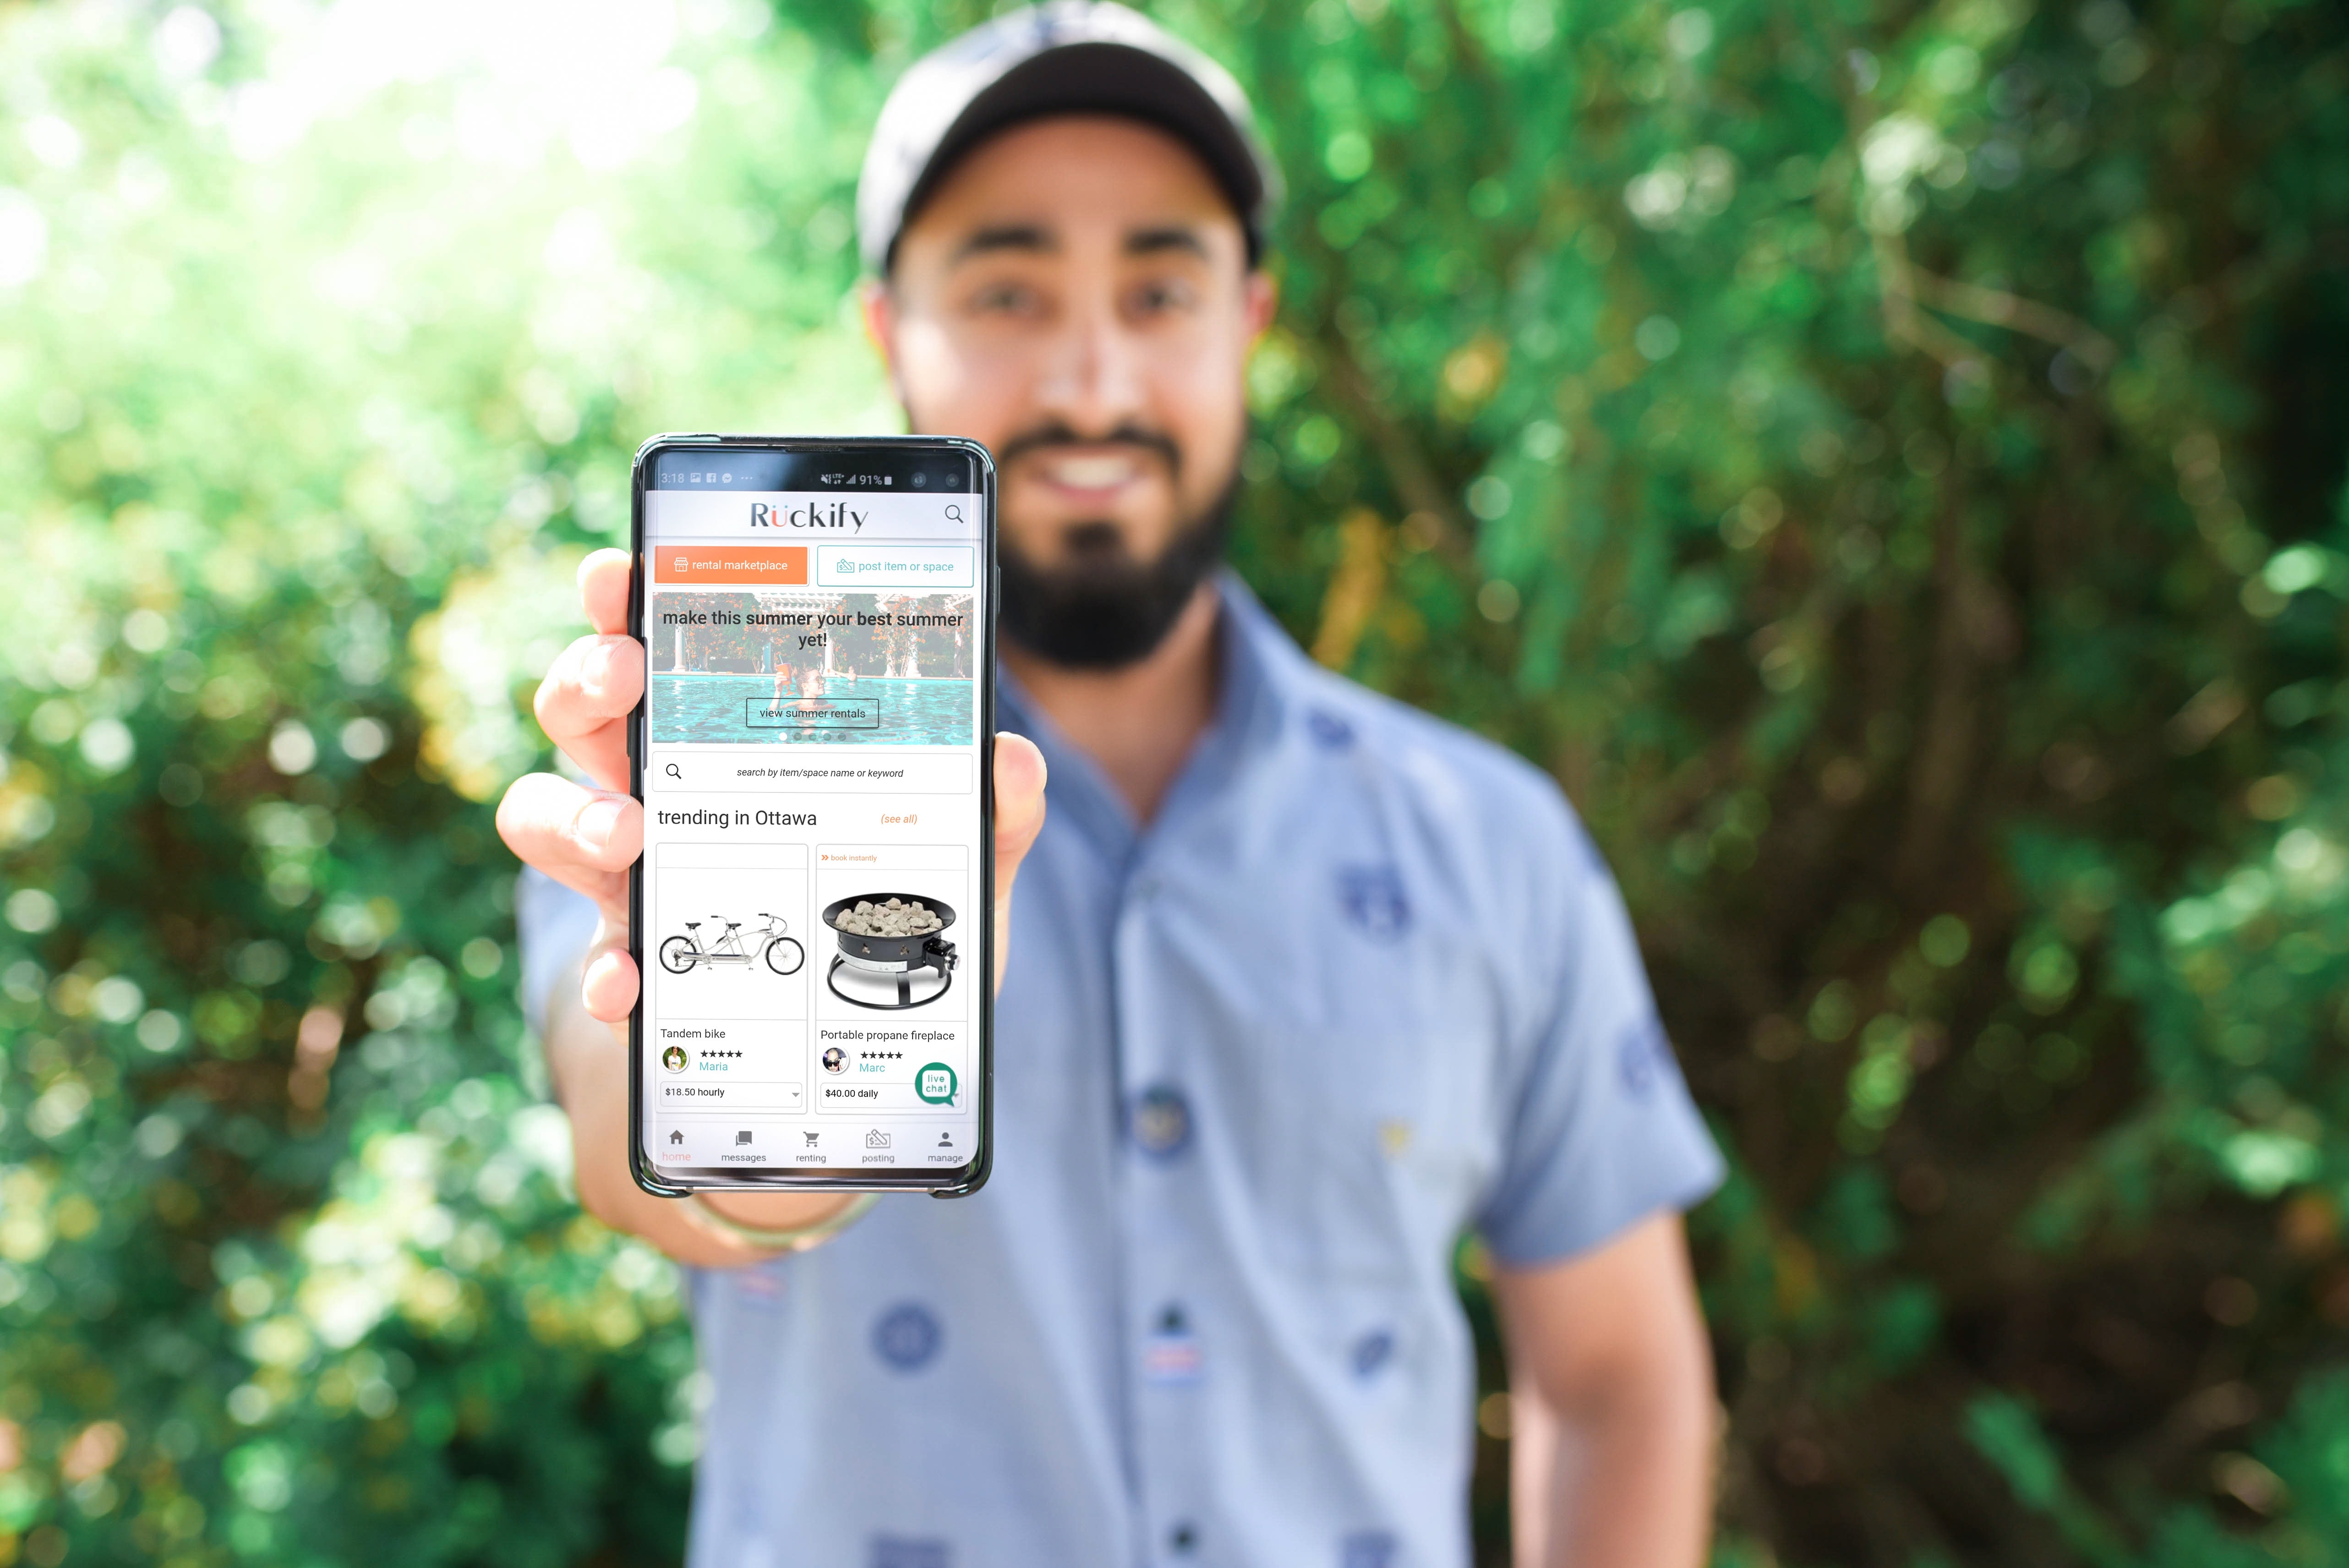 3:18 91%
Rückify
rental marketplace post item or space
make this summer your best summer
yet!
view summer rentals
search by item/space name or keyword
trending in Ottawa (see all)
book instantly
Tandem bike Portable propane fireplace
Maria Marc
$18.50 hourly $40.00 daily
live
chat
home messages renting posting manage